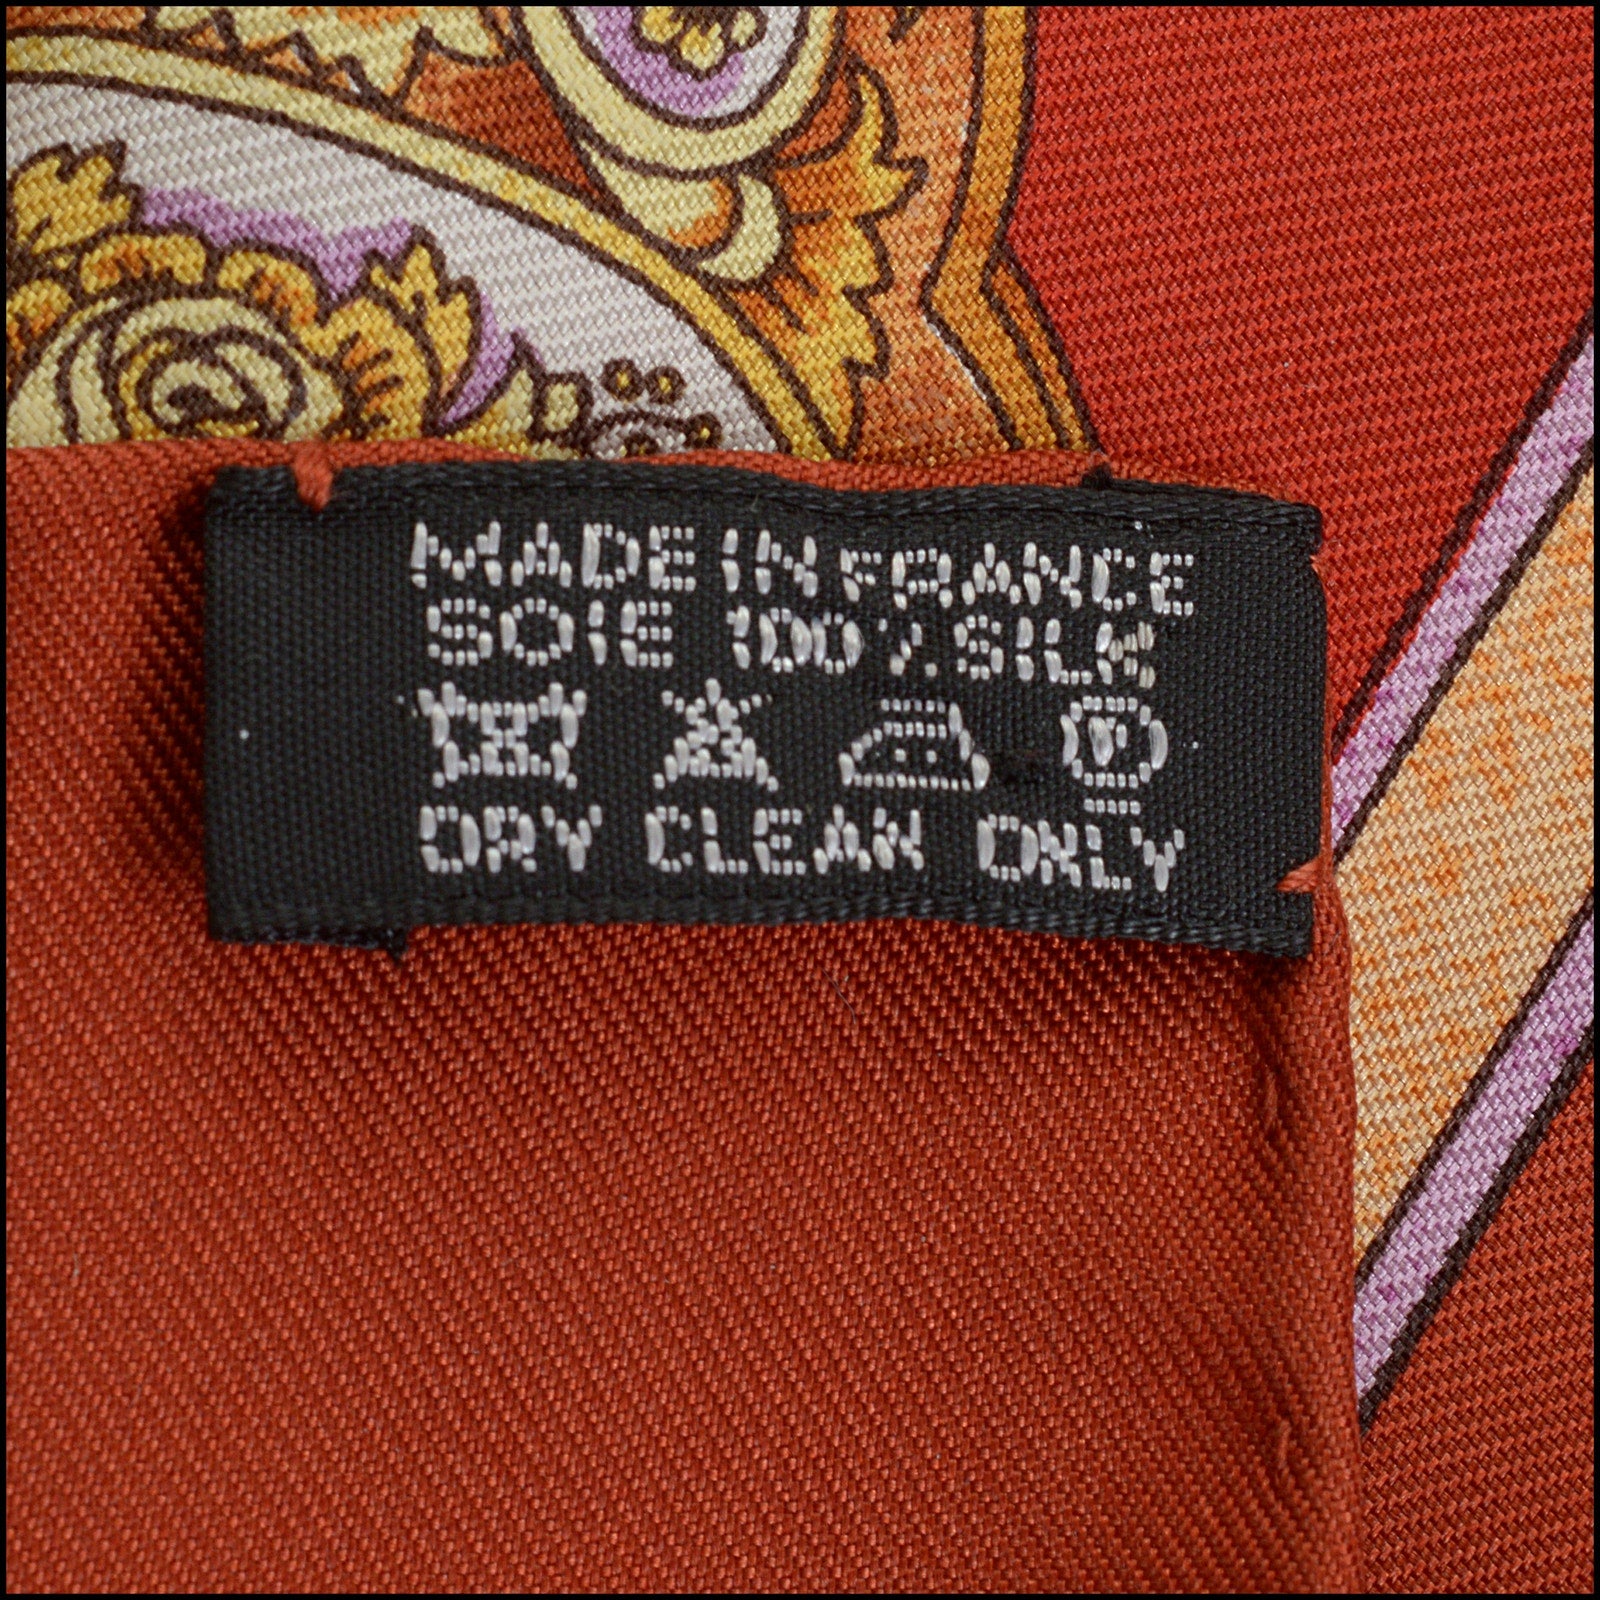 MADE IN FRANCE
SOIE 100% SILK
P
DRY CLEAN ONLY